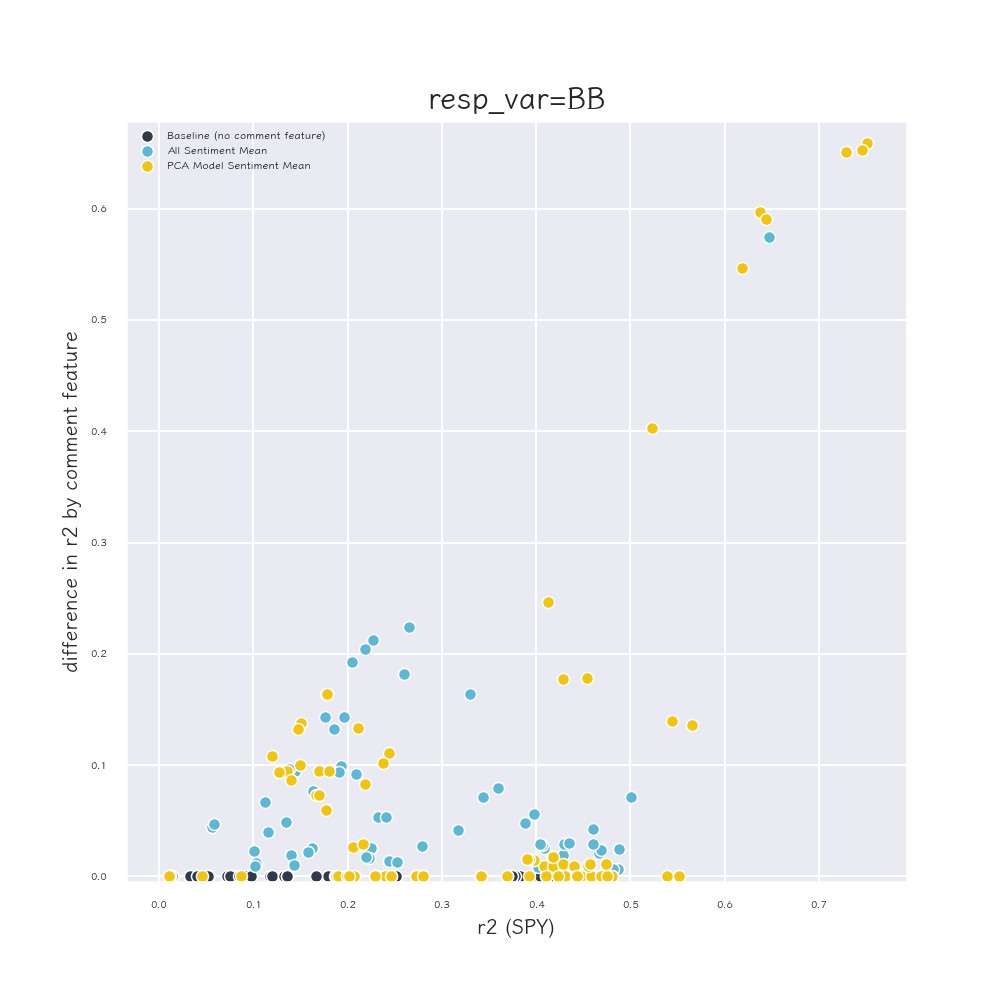 resp_var=BB
Baseline (no comment feature)
All Sentiment Mean
PCA Model Sentiment Mean
difference in r2 by comment feature
0.6
0.5
0.4
0.3
0.2
0.1
0.0
0.0 0.1 0.2 0.3 0.4 0.5 0.6 0.7
r2 (SPY)